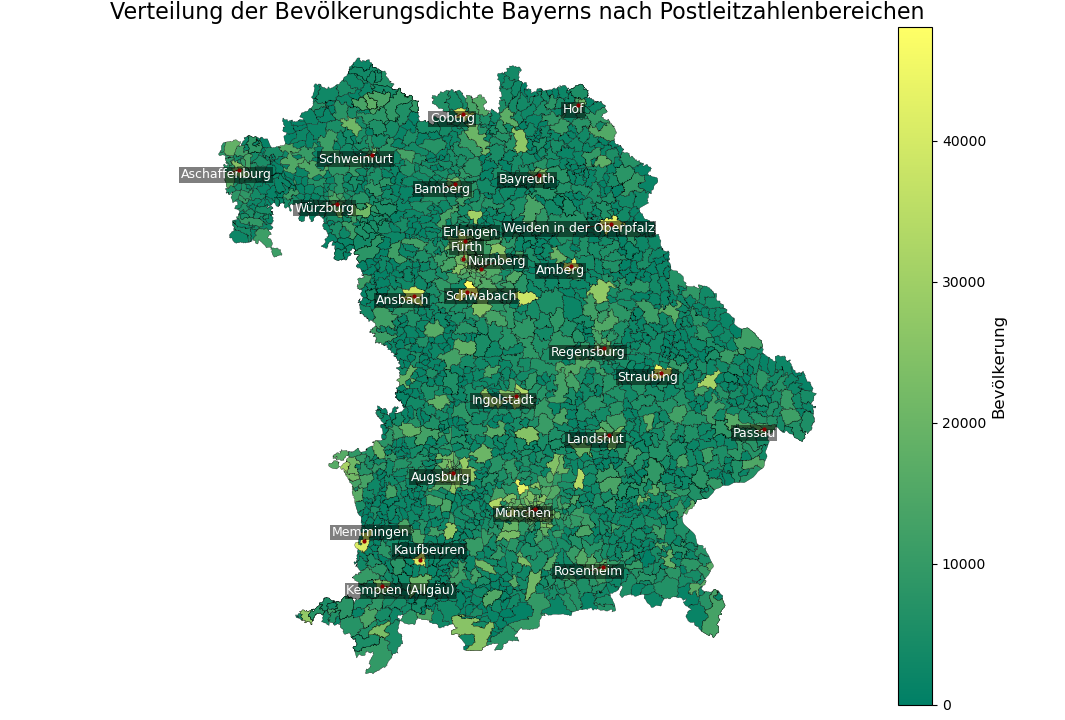 Verteilung der Bevölkerungsdichte Bayerns nach Postleitzahlenbereichen
Hof
Coburg
Schweinfurt
Aschaffenburg
Bayreuth
Bamberg
Würzburg
Weiden in der Oberpfalz
Erlangen
Fürth
Nürnberg
Amberg
Schwabach
Ansbach
Regensburg
Straubing
Ingolstadt
Passau
Landshut
Augsburg
München
Memmingen
Kaufbeuren
Rosenheim
Kempten (Allgäu)
40000
30000
20000
10000
0
Bevölkerung